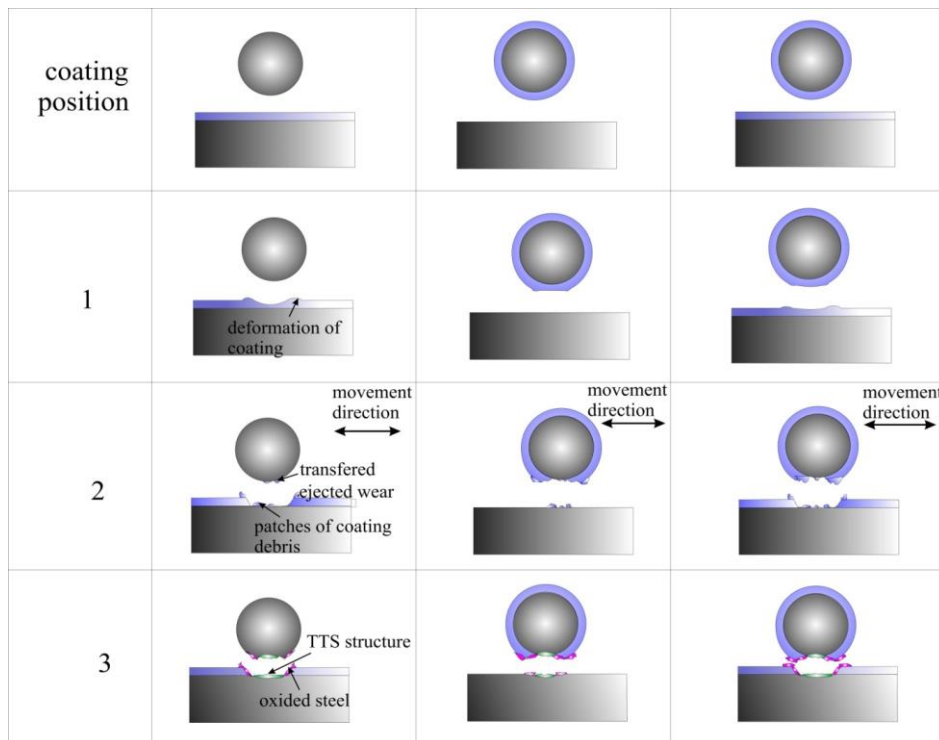 coating
position
1
deformation of
coating
2
movement
direction
transfered
ejected wear
patches of coating
debris
movement
direction
movement
direction
3
TTS structure
oxided steel